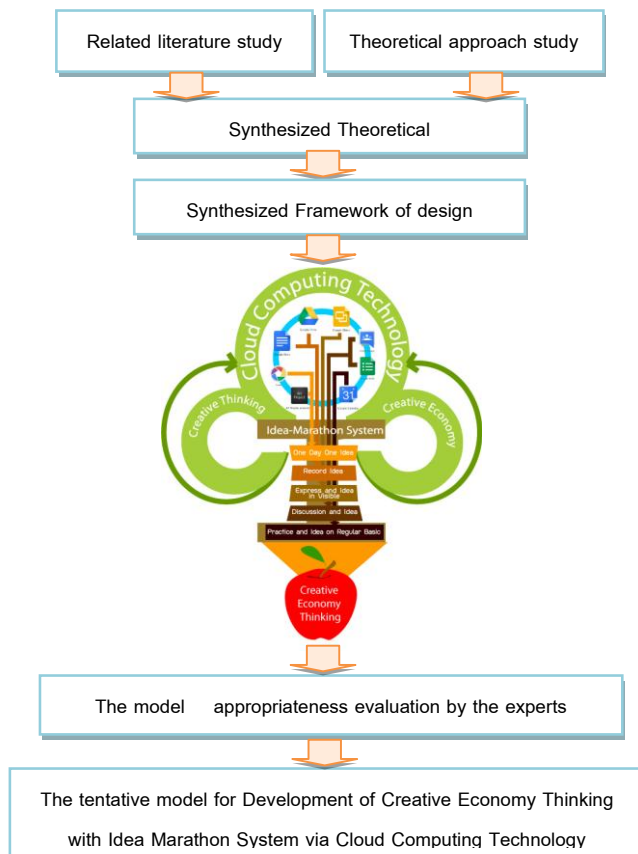 Related literature study
Theoretical approach study
Synthesized Theoretical
Synthesized Framework of design
Cloud Computing Technology
Creative Thinking
Creative Economy
31
Idea-Marathon System
One Day One Idea
Record Idea
Express and Idea
in Visible
Discussion and Idea
Practice and Idea on Regular Basic
Creative
Economy
Thinking
The model appropriateness evaluation by the experts
The tentative model for Development of Creative Economy Thinking
with Idea Marathon System via Cloud Computing Technology